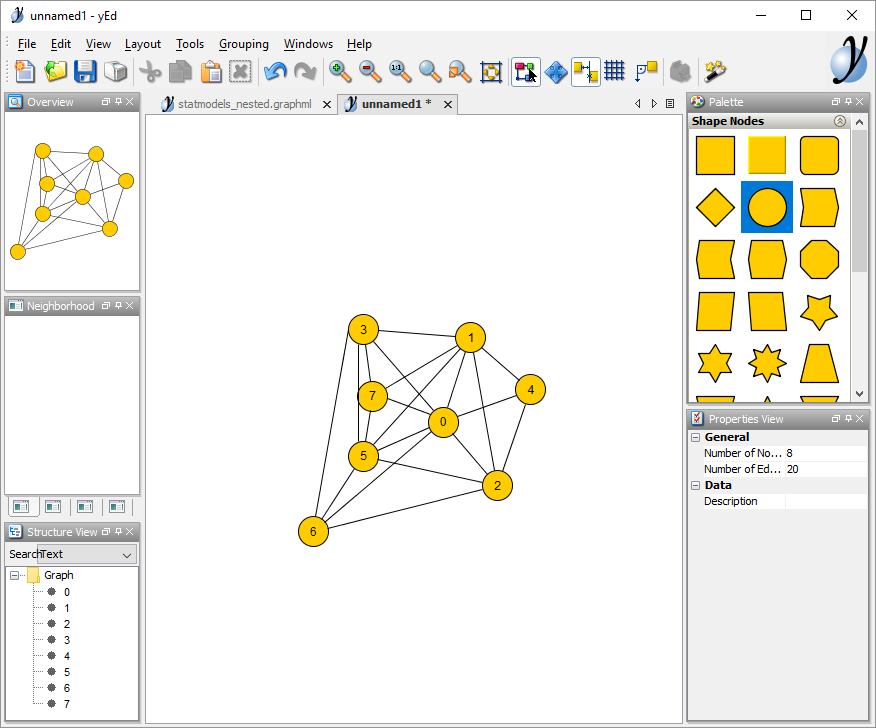 unnamed1 - yEd
File Edit View Layout Tools Grouping Windows Help
1:1
Overview
statmodels_nested.graphml
unnamed1 *
Palette
Shape Nodes
Neighborhood
3
1
4
7
0
5
2
6
Properties View
General
Number of No... 8
Number of Ed... 20
Data
Description
Structure View
Search Text
Graph
0
1
2
3
4
5
6
7